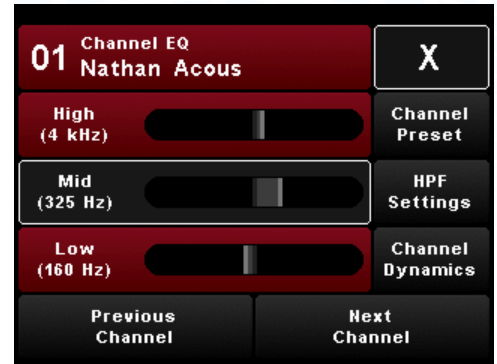 01
Channel EQ
Nathan Acous
X
High
(4 kHz)
Channel
Preset
Mid
(325 Hz)
HPF
Settings
Low
(160 Hz)
Channel
Dynamics
Previous
Channel
Next
Channel